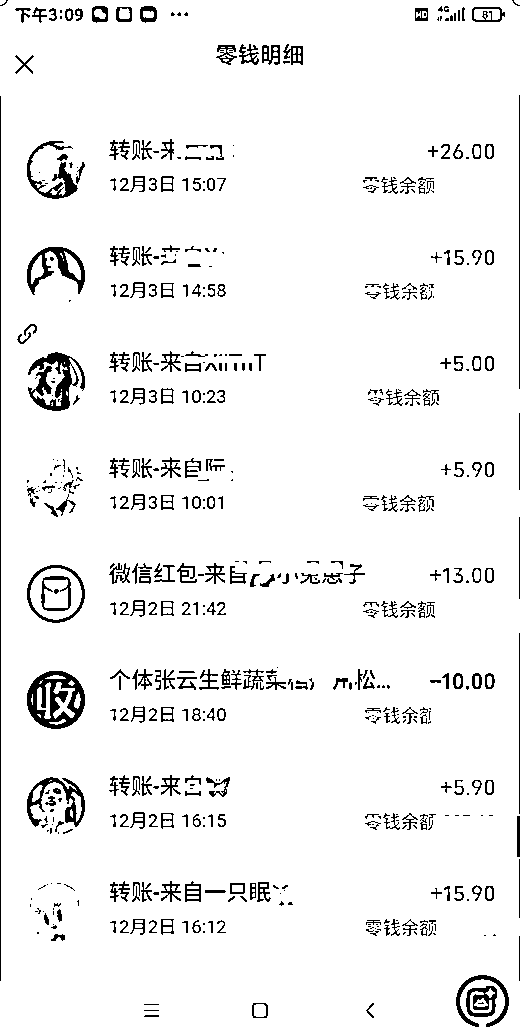 下午3:09 ... HD 4G 81
零钱明细
转账-来 +26.00
12月3日 15:07 零钱余额
转账-来自 +15.90
12月3日 14:58 零钱余额
转账-来自 +5.00
12月3日 10:23 零钱余额
转账-来自 +5.90
12月3日 10:01 零钱余额
微信红包-来自 子 +13.00
12月2日 21:42 零钱余额
收 个体张云生鲜蔬菜 松... -10.00
12月2日 18:40 零钱余额
转账-来自 +5.90
12月2日 16:15 零钱余额
转账-来自一只眠 +15.90
12月2日 16:12 零钱余额